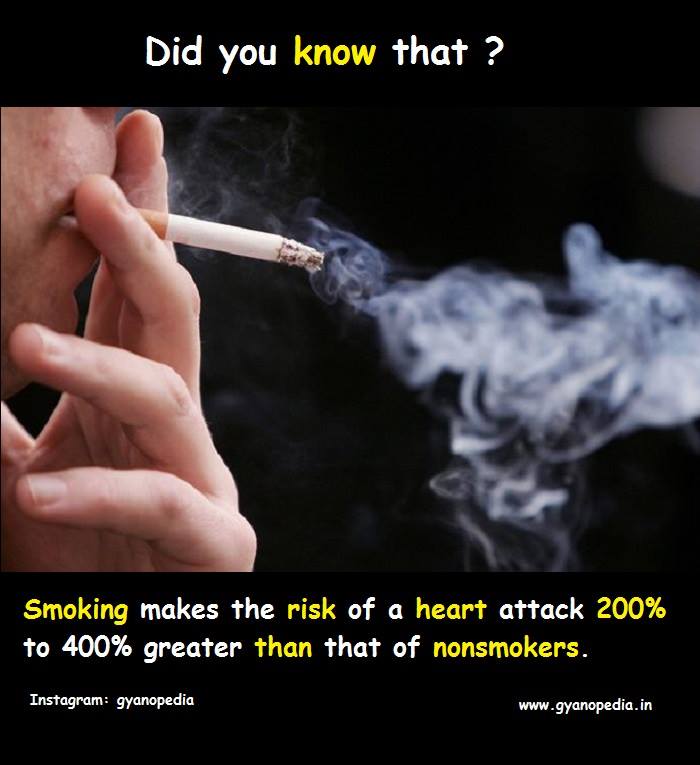 Did you know that ?
Smoking makes the risk of a heart attack 200%
to 400% greater than that of nonsmokers.
Instagram: gyanopedia
www.gyanopedia.in